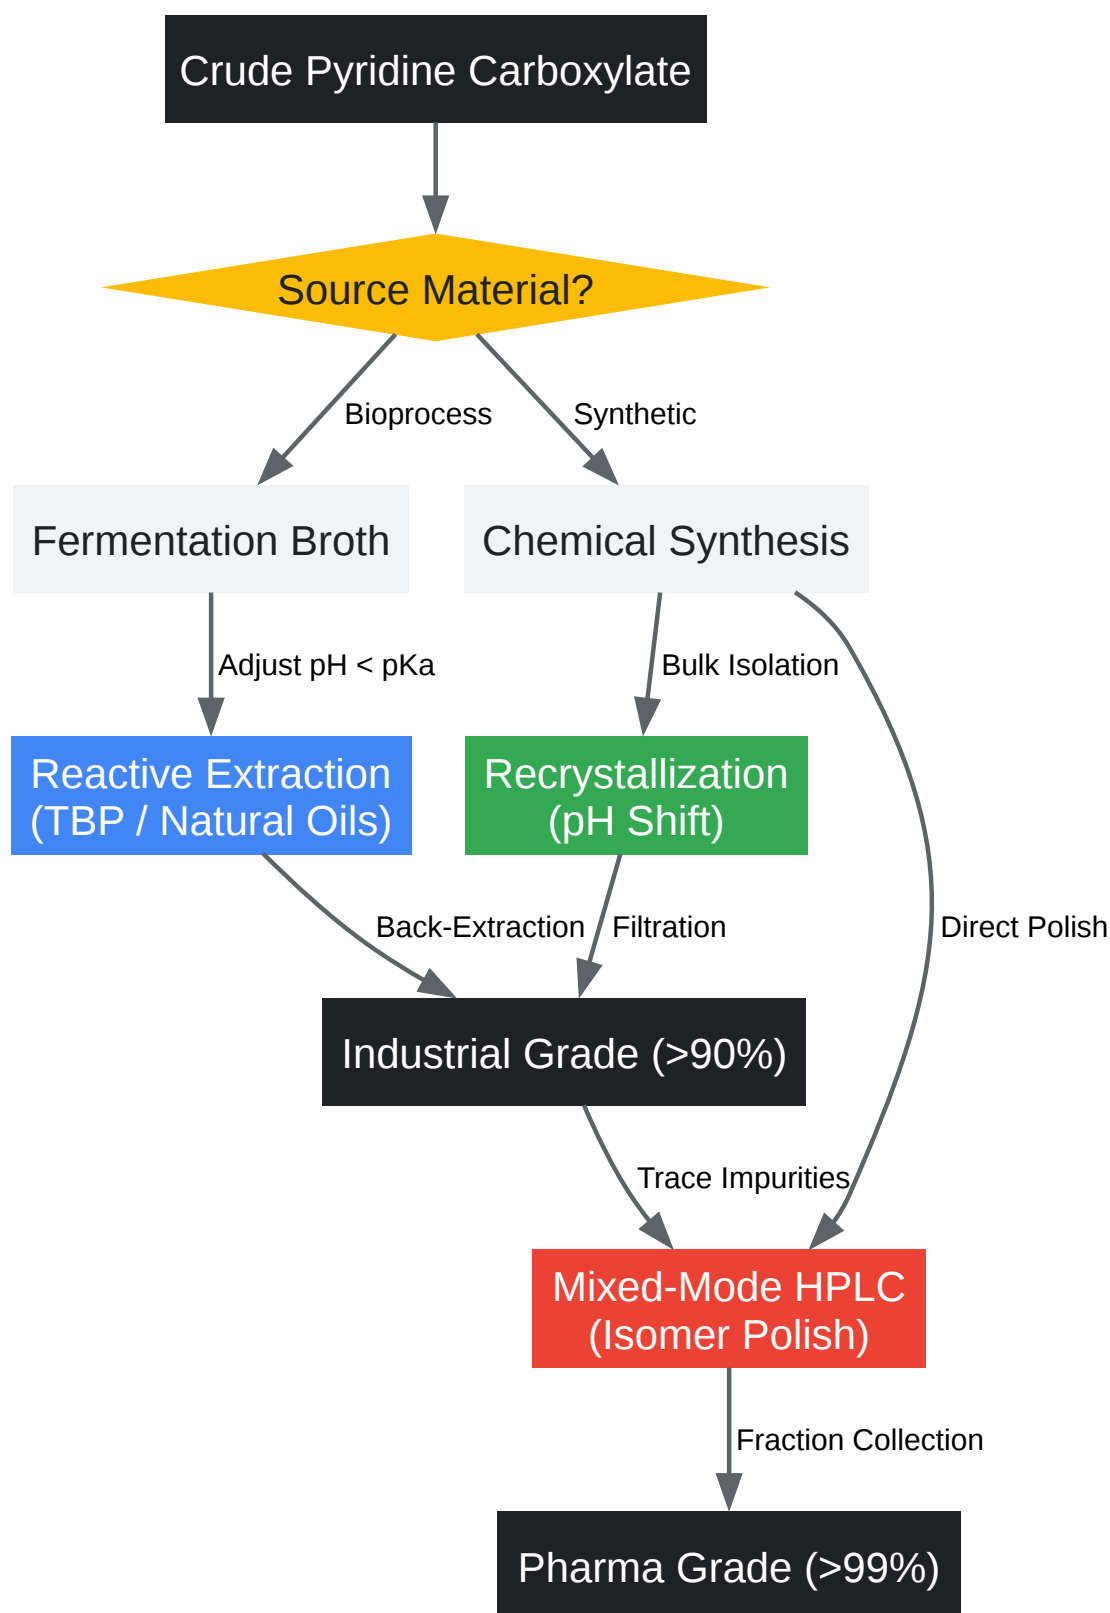 Crude Pyridine Carboxylate
Source Material?
Bioprocess
Synthetic
Fermentation Broth
Chemical Synthesis
Adjust pH < pKa
Bulk Isolation
Reactive Extraction
(TBP / Natural Oils)
Recrystallization
(pH Shift)
Back-Extraction
Filtration
Direct Polish
Industrial Grade (>90%)
Trace Impurities
Mixed-Mode HPLC
(Isomer Polish)
Fraction Collection
Pharma Grade (>99%)